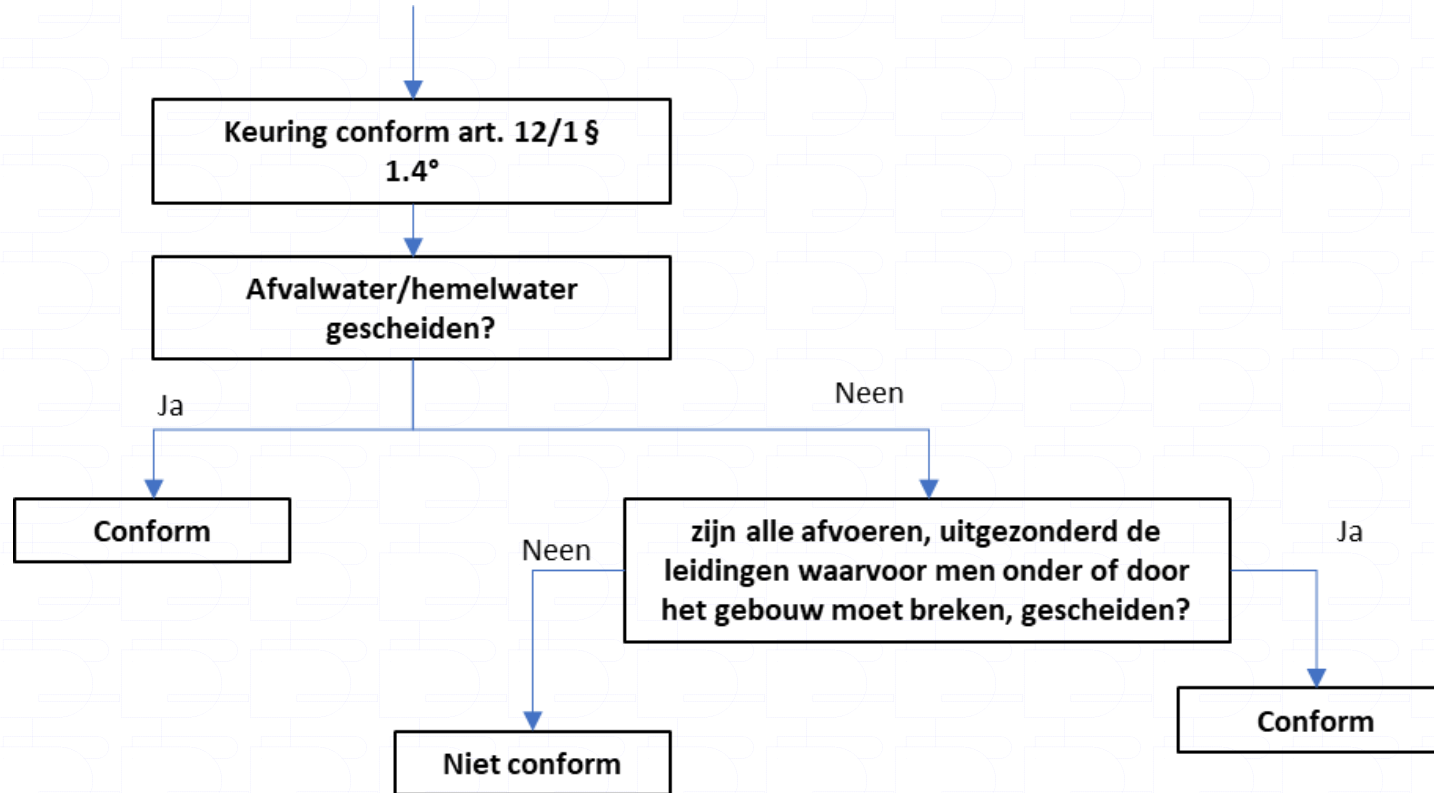 Keuring conform art. 12/1 §
1.4°
Afvalwater/hemelwater
gescheiden?
Ja
Neen
Conform
zijn alle afvoeren, uitgezonderd de
leidingen waarvoor men onder of door
het gebouw moet breken, gescheiden?
Neen
Ja
Niet conform
Conform